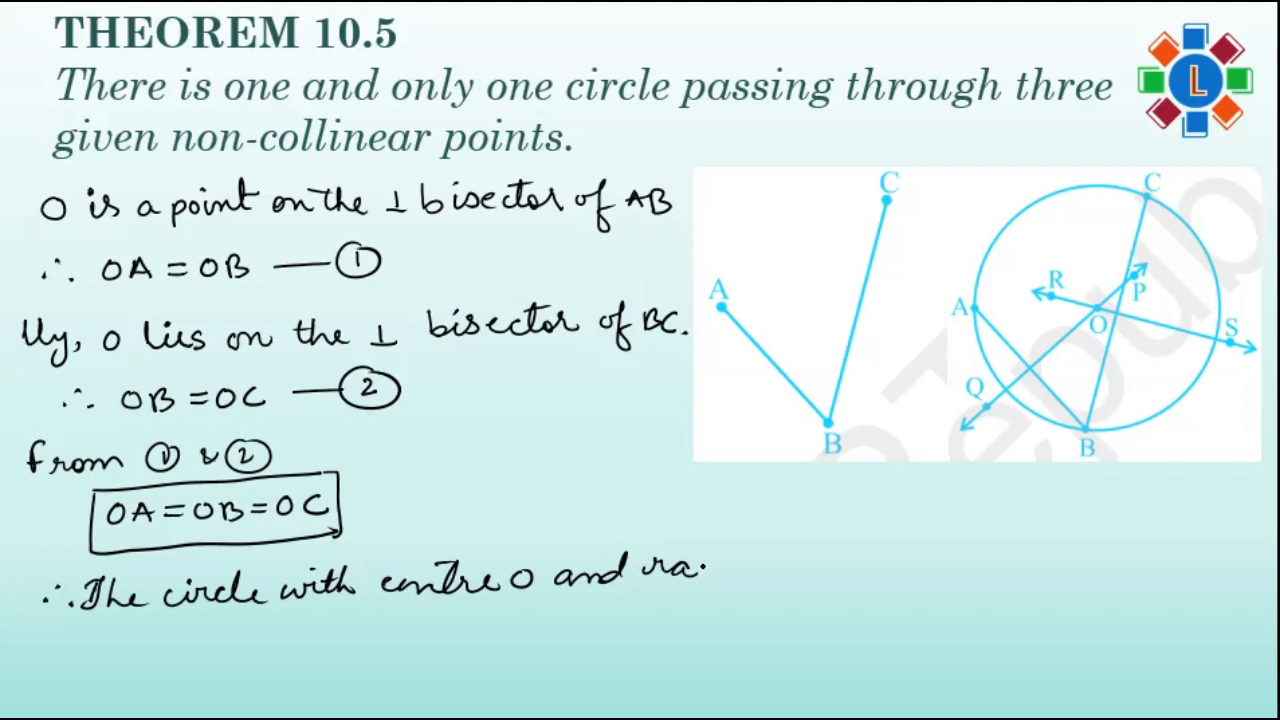 THEOREM 10.5
There is one and only one circle passing through three
given non-collinear points.
L
O is a point on the ⊥ bisector of AB
∴ OA = OB — ①
lly, O lies on the ⊥ bisector of BC.
∴ OB = OC — ②
from ① & ②
OA = OB = OC
∴ The circle with centre O and ra
A
B
C
A
B
C
R
P
O
S
Q